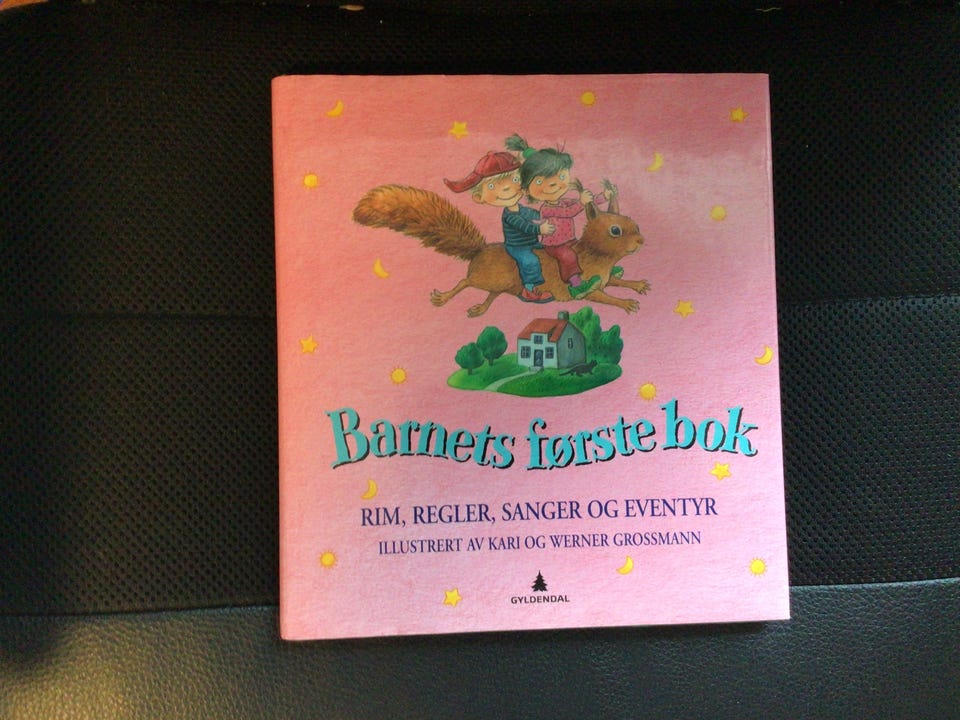 Barnets første bok
RIM, REGLER, SANGER OG EVENTYR
ILLUSTRERT AV KARI OG WERNER GROSSMANN
GYLDENDAL